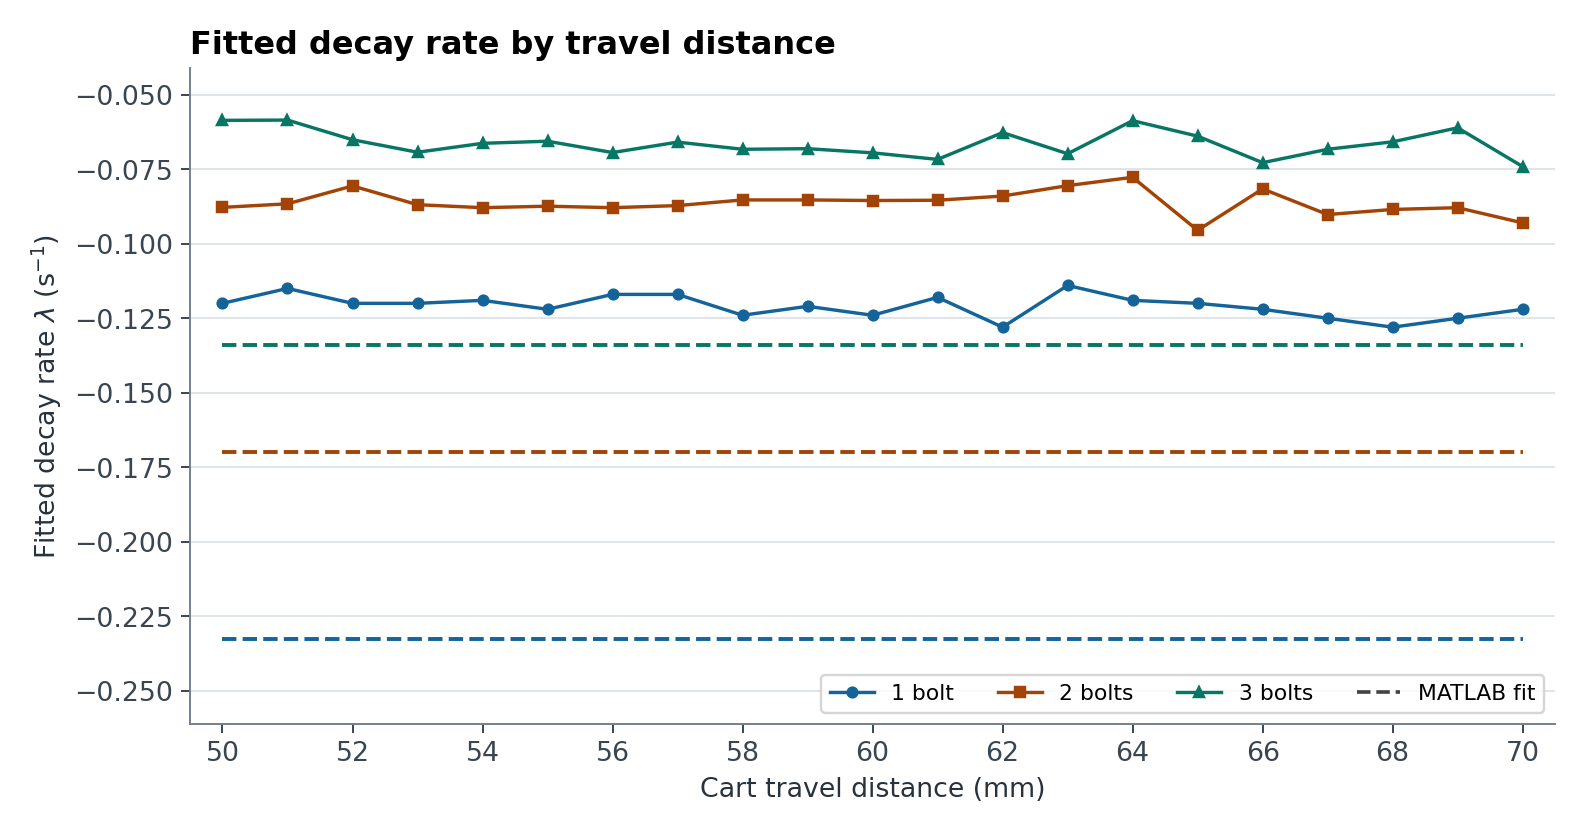 Fitted decay rate by travel distance
Fitted decay rate λ (s⁻¹)
−0.050
−0.075
−0.100
−0.125
−0.150
−0.175
−0.200
−0.225
−0.250
1 bolt 2 bolts 3 bolts MATLAB fit
50 52 54 56 58 60 62 64 66 68 70
Cart travel distance (mm)